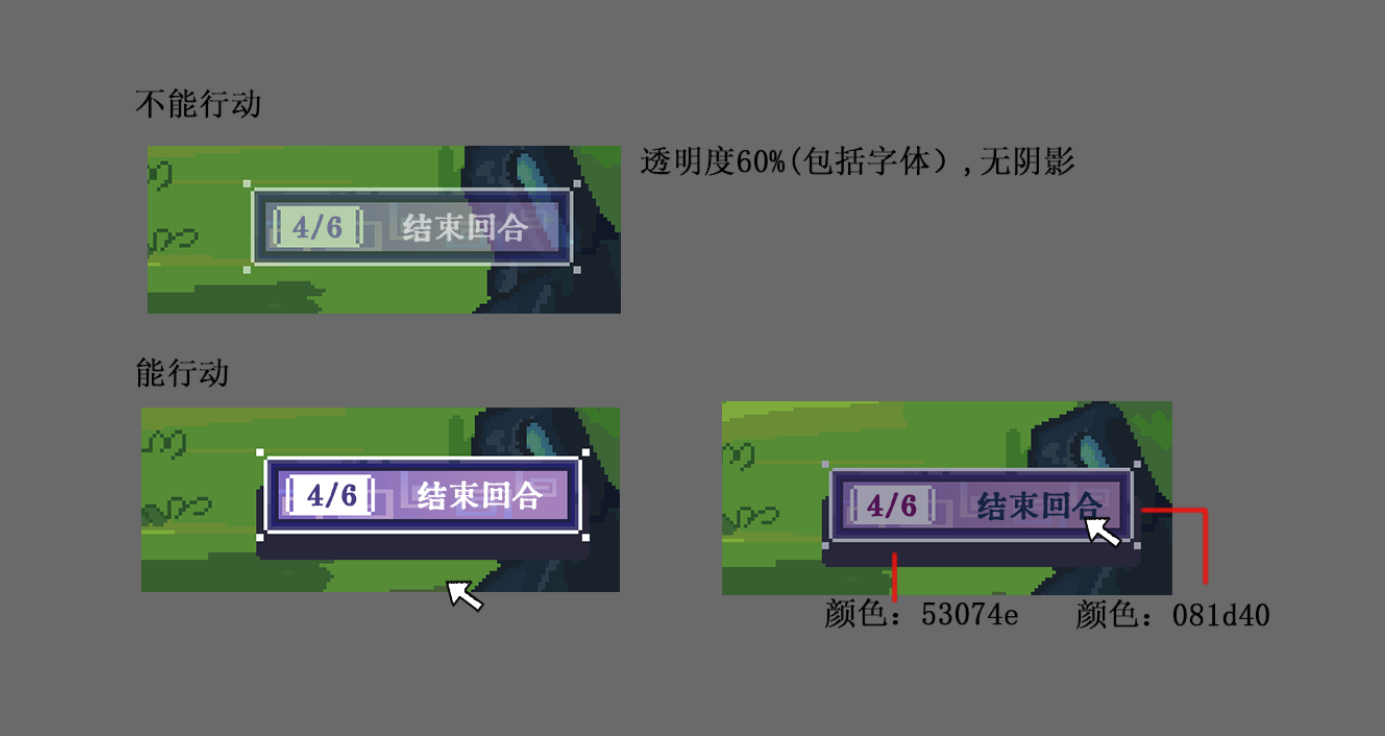 不能行动
透明度60%(包括字体),无阴影
4/6 结束回合
能行动
4/6 结束回合
4/6 结束回合
颜色：53074e
颜色：081d40